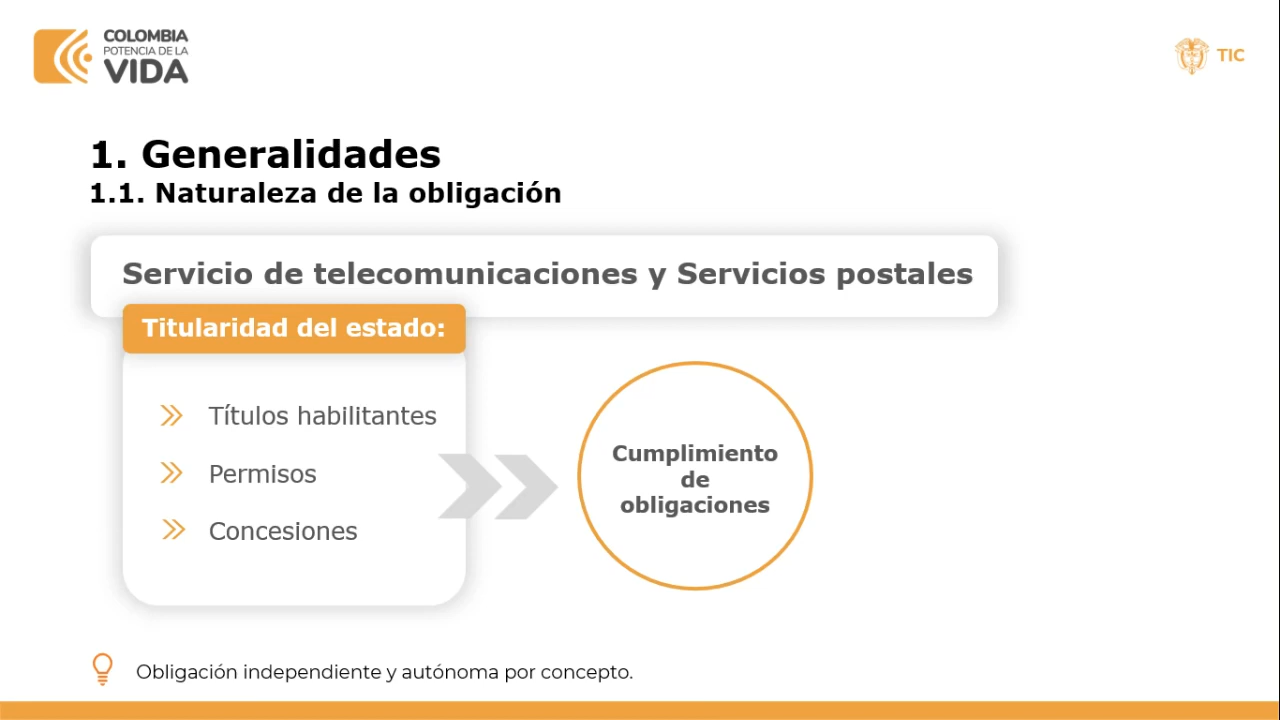 COLOMBIA
POTENCIA DE LA
VIDA
TIC
1. Generalidades
1.1. Naturaleza de la obligación
Servicio de telecomunicaciones y Servicios postales
Titularidad del estado:
Títulos habilitantes
Permisos
Concesiones
Cumplimiento
de
obligaciones
Obligación independiente y autónoma por concepto.